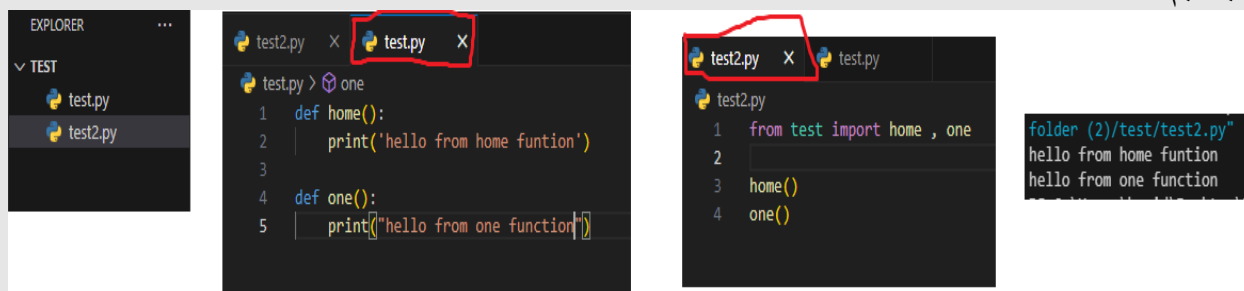 EXPLORER ...
TEST
test.py
test2.py
test2.py × test.py ×
test.py > one
1 def home():
2 print('hello from home funtion')
3
4 def one():
5 print("hello from one function")
test2.py × test.py
test2.py
1 from test import home , one
2
3 home()
4 one()
folder (2)/test/test2.py"
hello from home funtion
hello from one function